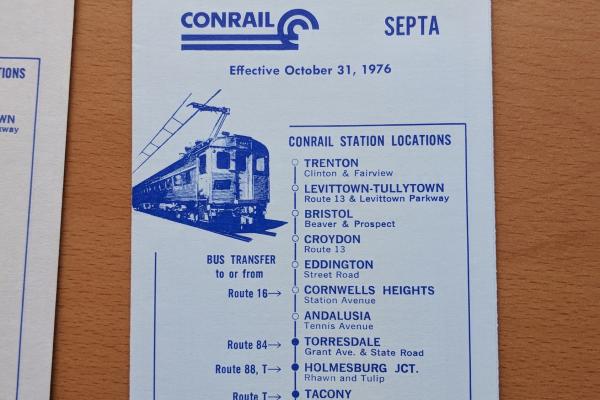 TIONS
WN
kway
CONRAIL
SEPTA
Effective October 31, 1976
CONRAIL STATION LOCATIONS
TRENTON
Clinton & Fairview
LEVITTOWN-TULLYTOWN
Route 13 & Levittown Parkway
BRISTOL
Beaver & Prospect
CROYDON
Route 13
BUS TRANSFER
to or from
EDDINGTON
Street Road
Route 16→ CORNWELLS HEIGHTS
Station Avenue
ANDALUSIA
Tennis Avenue
Route 84→ TORRESDALE
Grant Ave. & State Road
Route 88, T→ HOLMESBURG JCT.
Rhawn and Tulip
Route T→ TACONY